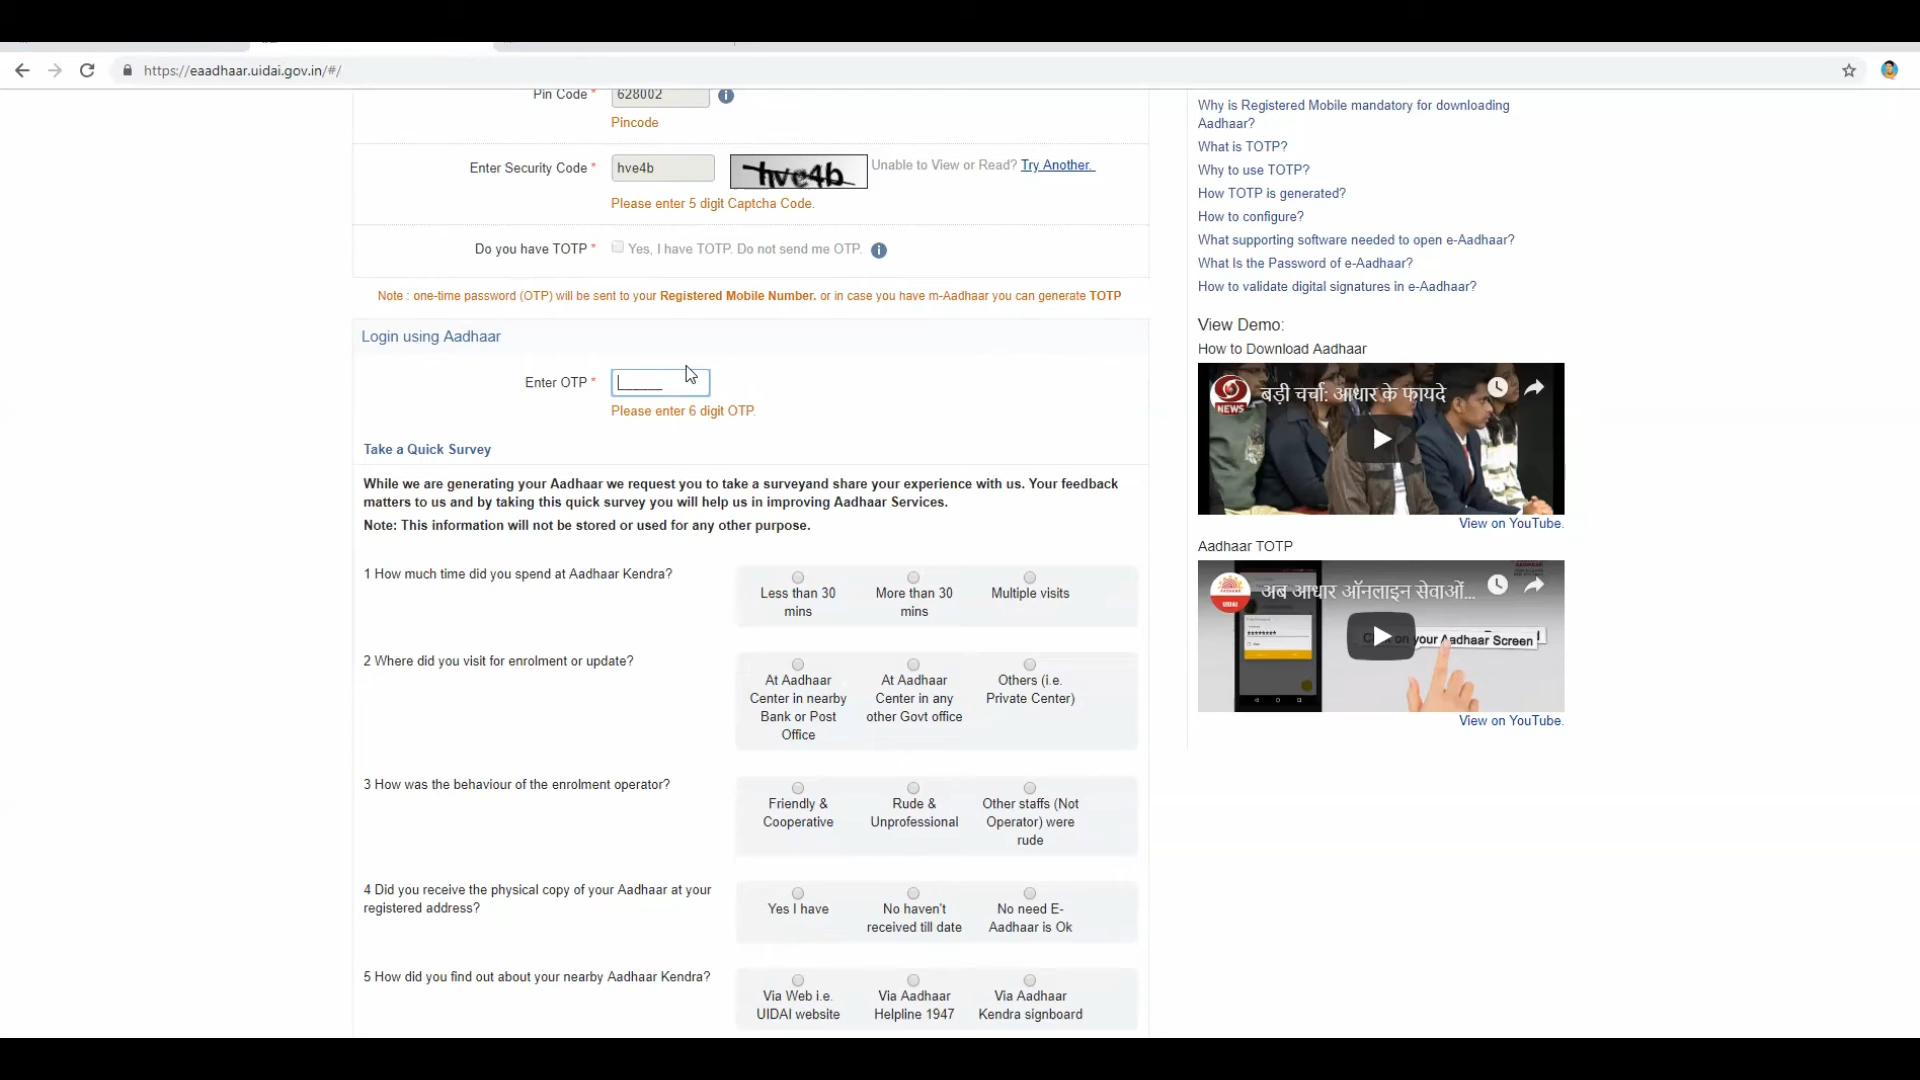 https://eaadhaar.uidai.gov.in/#/
Pin Code * 628002
Pincode
Enter Security Code * hve4b hve4b Unable to View or Read? Try Another.
Please enter 5 digit Captcha Code.
Do you have TOTP * Yes, I have TOTP. Do not send me OTP.
Note : one-time password (OTP) will be sent to your Registered Mobile Number. or in case you have m-Aadhaar you can generate TOTP
Login using Aadhaar
Enter OTP *
Please enter 6 digit OTP.
Take a Quick Survey
While we are generating your Aadhaar we request you to take a surveyand share your experience with us. Your feedback
matters to us and by taking this quick survey you will help us in improving Aadhaar Services.
Note: This information will not be stored or used for any other purpose.
1 How much time did you spend at Aadhaar Kendra?
Less than 30
mins
More than 30
mins
Multiple visits
2 Where did you visit for enrolment or update?
At Aadhaar
Center in nearby
Bank or Post
Office
At Aadhaar
Center in any
other Govt office
Others (i.e.
Private Center)
3 How was the behaviour of the enrolment operator?
Friendly &
Cooperative
Rude &
Unprofessional
Other staffs (Not
Operator) were
rude
4 Did you receive the physical copy of your Aadhaar at your
registered address?
Yes I have
No haven't
received till date
No need E-
Aadhaar is Ok
5 How did you find out about your nearby Aadhaar Kendra?
Via Web i.e.
UIDAI website
Via Aadhaar
Helpline 1947
Via Aadhaar
Kendra signboard
Why is Registered Mobile mandatory for downloading
Aadhaar?
What is TOTP?
Why to use TOTP?
How TOTP is generated?
How to configure?
What supporting software needed to open e-Aadhaar?
What Is the Password of e-Aadhaar?
How to validate digital signatures in e-Aadhaar?
View Demo:
How to Download Aadhaar
NEWS
बड़ी चर्चा: आधार के फायदे
View on YouTube.
Aadhaar TOTP
UIDAI
अब आधार ऑनलाइन सेवाओं...
your Aadhaar Screen
View on YouTube.